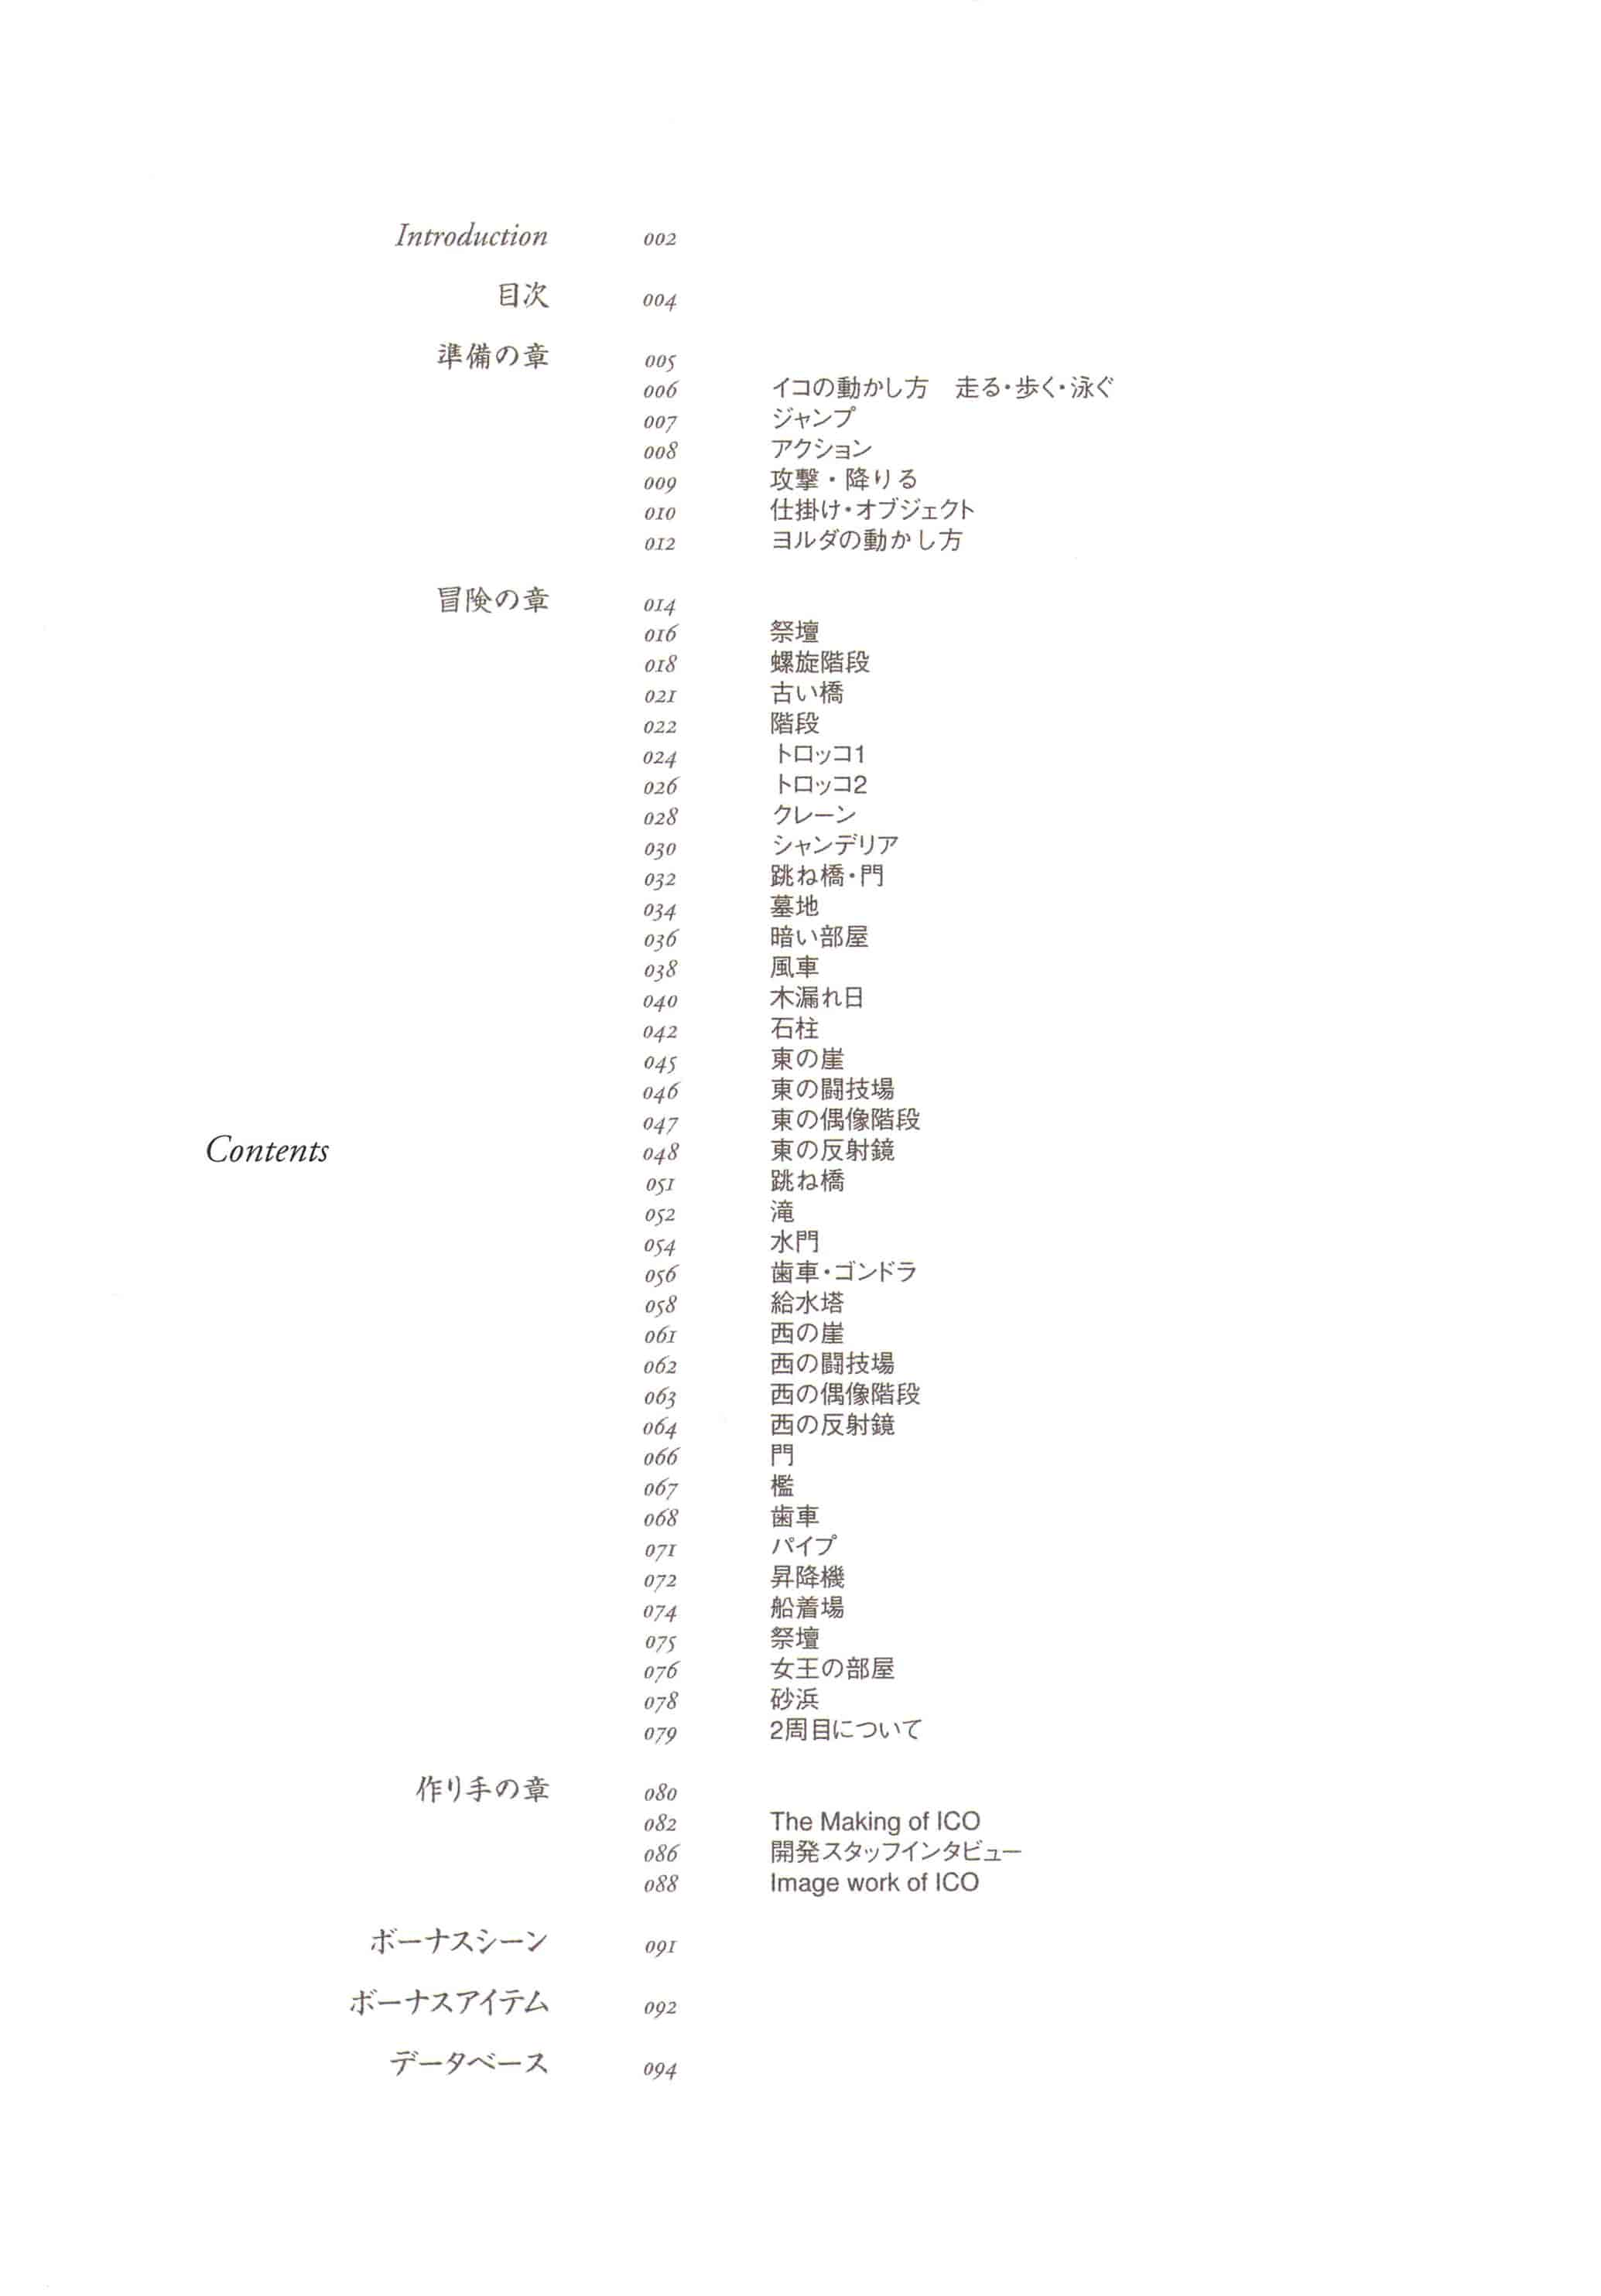 Contents
Introduction 002
目次 004
準備の章 005
006 イコの動かし方　走る・歩く・泳ぐ
007 ジャンプ
008 アクション
009 攻撃・降りる
010 仕掛け・オブジェクト
012 ヨルダの動かし方
冒険の章 014
016 祭壇
018 螺旋階段
021 古い橋
022 階段
024 トロッコ1
026 トロッコ2
028 クレーン
030 シャンデリア
032 跳ね橋・門
034 墓地
036 暗い部屋
038 風車
040 木漏れ日
042 石柱
045 東の崖
046 東の闘技場
047 東の偶像階段
048 東の反射鏡
051 跳ね橋
052 滝
054 水門
056 歯車・ゴンドラ
058 給水塔
061 西の崖
062 西の闘技場
063 西の偶像階段
064 西の反射鏡
066 門
067 檻
068 歯車
071 パイプ
072 昇降機
074 船着場
075 祭壇
076 女王の部屋
078 砂浜
079 2周目について
作り手の章 080
082 The Making of ICO
086 開発スタッフインタビュー
088 Image work of ICO
ボーナスシーン 091
ボーナスアイテム 092
データベース 094